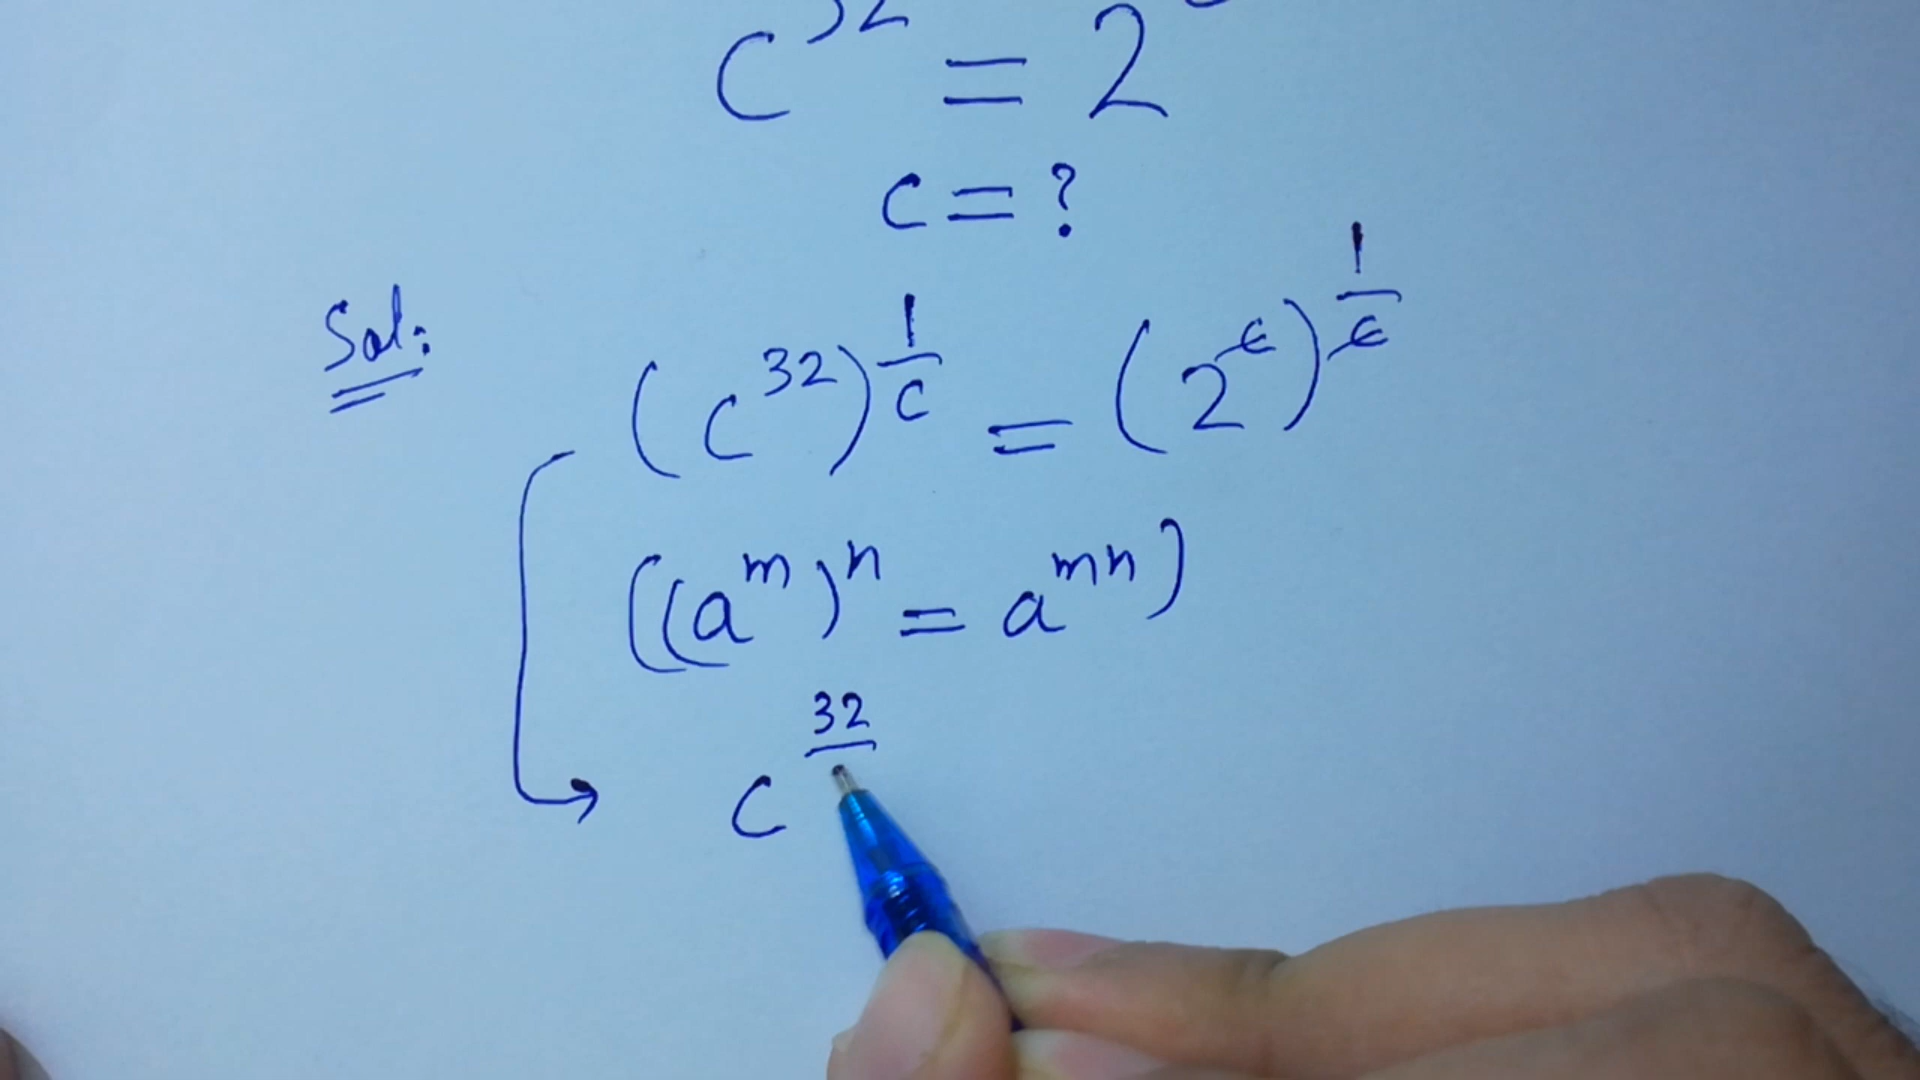 c^32 = 2^c
c = ?
Sol:
(c^32)^(1/c) = (2^c)^(1/c)
((a^m)^n = a^mn)
c^32/